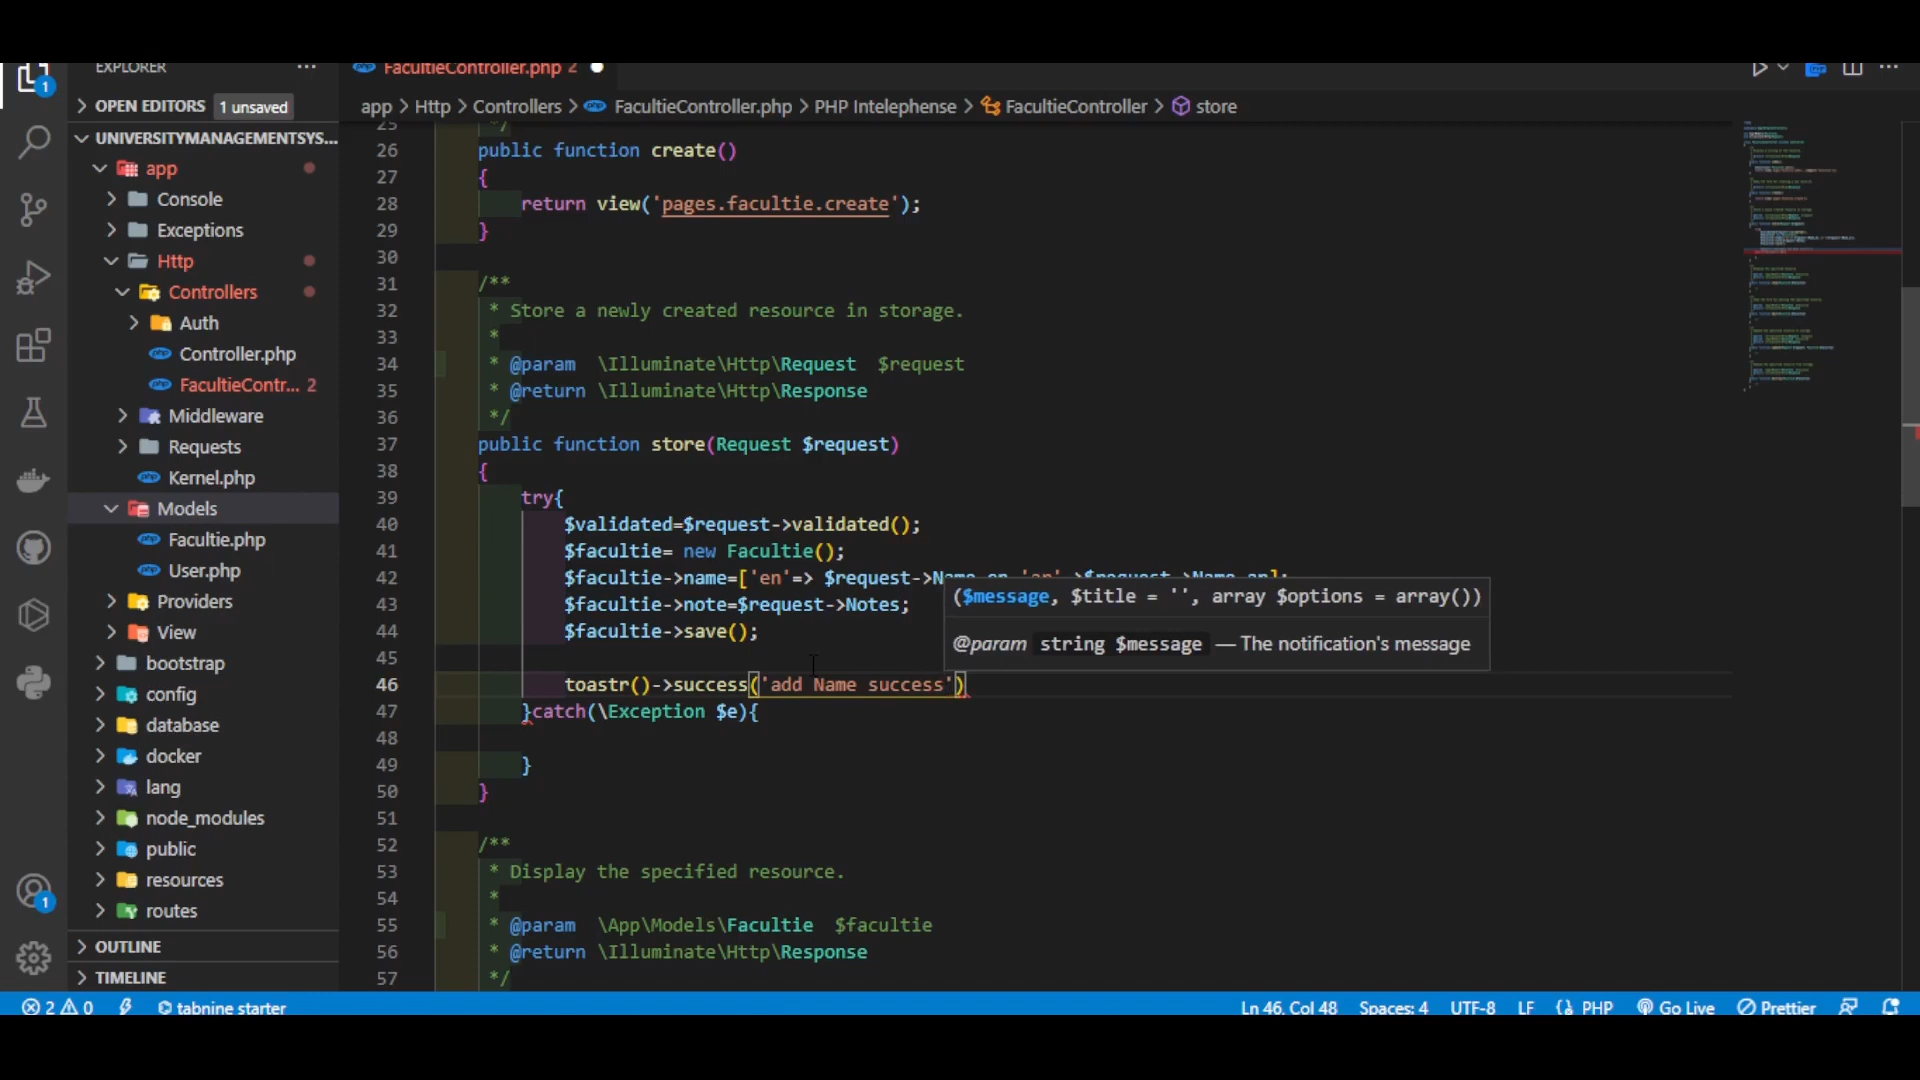 EXPLORER
FacultieController.php 2
OPEN EDITORS 1 unsaved
app > Http > Controllers > FacultieController.php > PHP Intelephense > FacultieController > store
UNIVERSITYMANAGEMENTSYS...
app
Console
Exceptions
Http
Controllers
Auth
Controller.php
FacultieContr... 2
Middleware
Requests
Kernel.php
Models
Facultie.php
User.php
Providers
View
bootstrap
config
database
docker
lang
node_modules
public
resources
routes
OUTLINE
TIMELINE
25 */
26 public function create()
27 {
28 return view('pages.facultie.create');
29 }
30
31 /**
32 * Store a newly created resource in storage.
33 *
34 * @param \Illuminate\Http\Request $request
35 * @return \Illuminate\Http\Response
36 */
37 public function store(Request $request)
38 {
39 try{
40 $validated=$request->validated();
41 $facultie= new Facultie();
42 $facultie->name=['en'=> $request->Name_en,'ar'=>$request->Name_ar];
43 $facultie->note=$request->Notes;
44 $facultie->save();
45
46 toastr()->success('add Name success')
47 }catch(\Exception $e){
48
49 }
50 }
51
52 /**
53 * Display the specified resource.
54 *
55 * @param \App\Models\Facultie $facultie
56 * @return \Illuminate\Http\Response
57 */
($message, $title = '', array $options = array())
@param string $message — The notification's message
2 0 tabnine starter Ln 46, Col 48 Spaces: 4 UTF-8 LF {} PHP Go Live Prettier
1
1